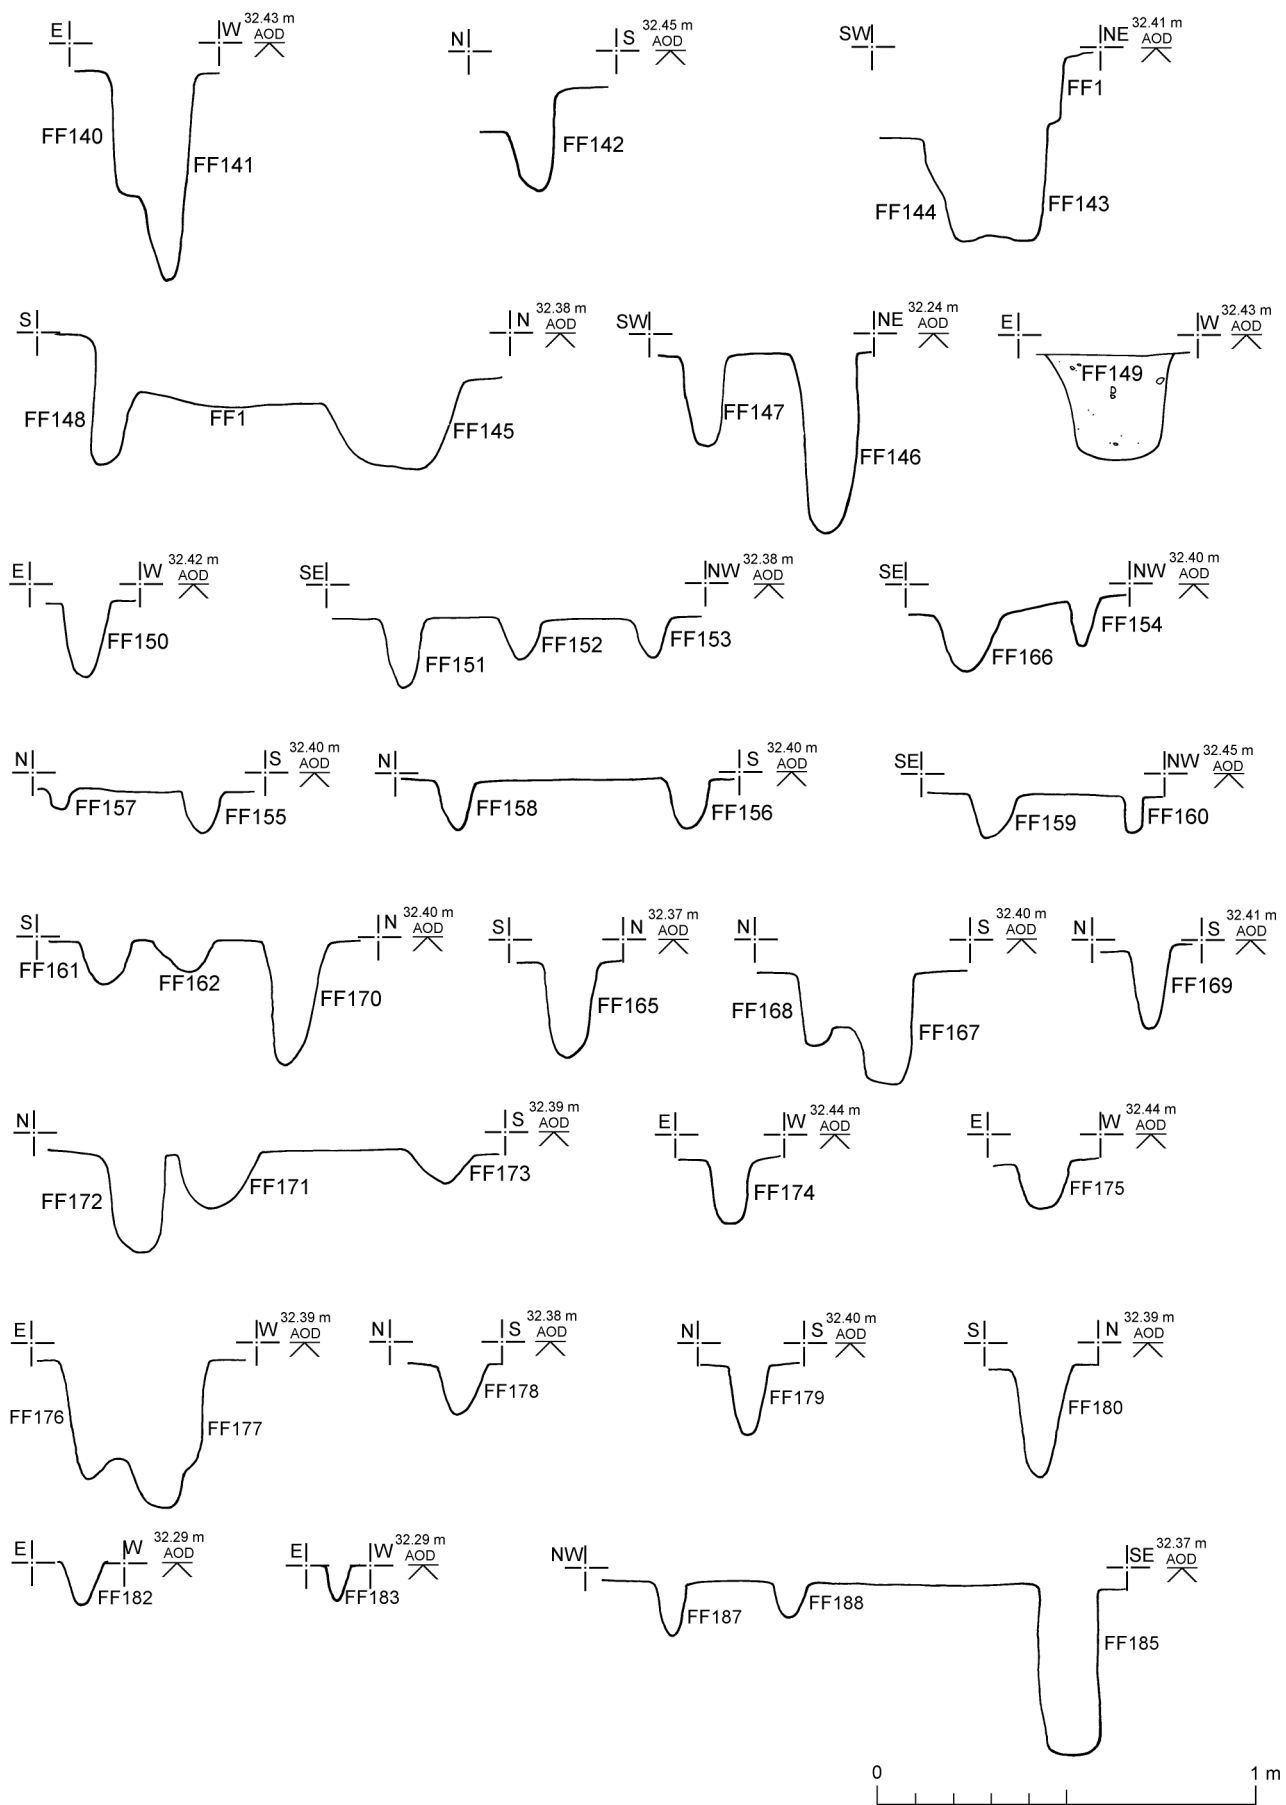 E W 32.43 m
AOD
FF140
FF141
N S 32.45 m
AOD
FF142
SW NE 32.41 m
AOD
FF1
FF144 FF143
S N 32.38 m
AOD
FF148 FF1 FF145
SW NE 32.24 m
AOD
FF147
FF146
E W 32.43 m
AOD
FF149
E W 32.42 m
AOD
FF150
SE NW 32.38 m
AOD
FF151 FF152 FF153
SE NW 32.40 m
AOD
FF166 FF154
N S 32.40 m
AOD
FF157 FF155
N S 32.40 m
AOD
FF158 FF156
SE NW 32.45 m
AOD
FF159 FF160
S N 32.40 m
AOD
FF161 FF162 FF170
S N 32.37 m
AOD
FF165
N S 32.40 m
AOD
FF168 FF167
N S 32.41 m
AOD
FF169
N S 32.39 m
AOD
FF172 FF171 FF173
E W 32.44 m
AOD
FF174
E W 32.44 m
AOD
FF175
E W 32.39 m
AOD
FF176 FF177
N S 32.38 m
AOD
FF178
N S 32.40 m
AOD
FF179
S N 32.39 m
AOD
FF180
E W 32.29 m
AOD
FF182
E W 32.29 m
AOD
FF183
NW SE 32.37 m
AOD
FF187 FF188 FF185
0 1 m